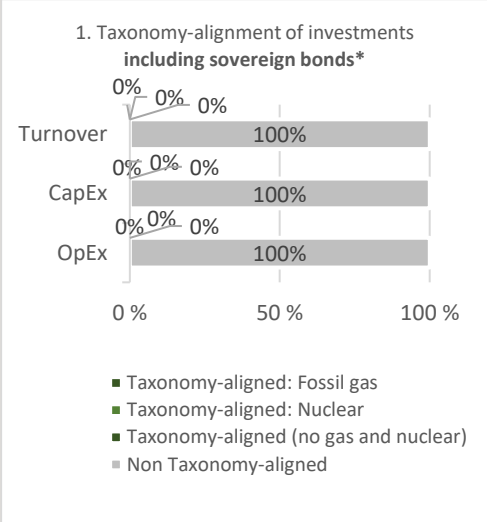 1. Taxonomy-alignment of investments
including sovereign bonds*
0% 0% 0%
Turnover 100%
0% 0% 0%
CapEx 100%
0% 0% 0%
OpEx 100%
0 % 50 % 100 %
Taxonomy-aligned: Fossil gas
Taxonomy-aligned: Nuclear
Taxonomy-aligned (no gas and nuclear)
Non Taxonomy-aligned